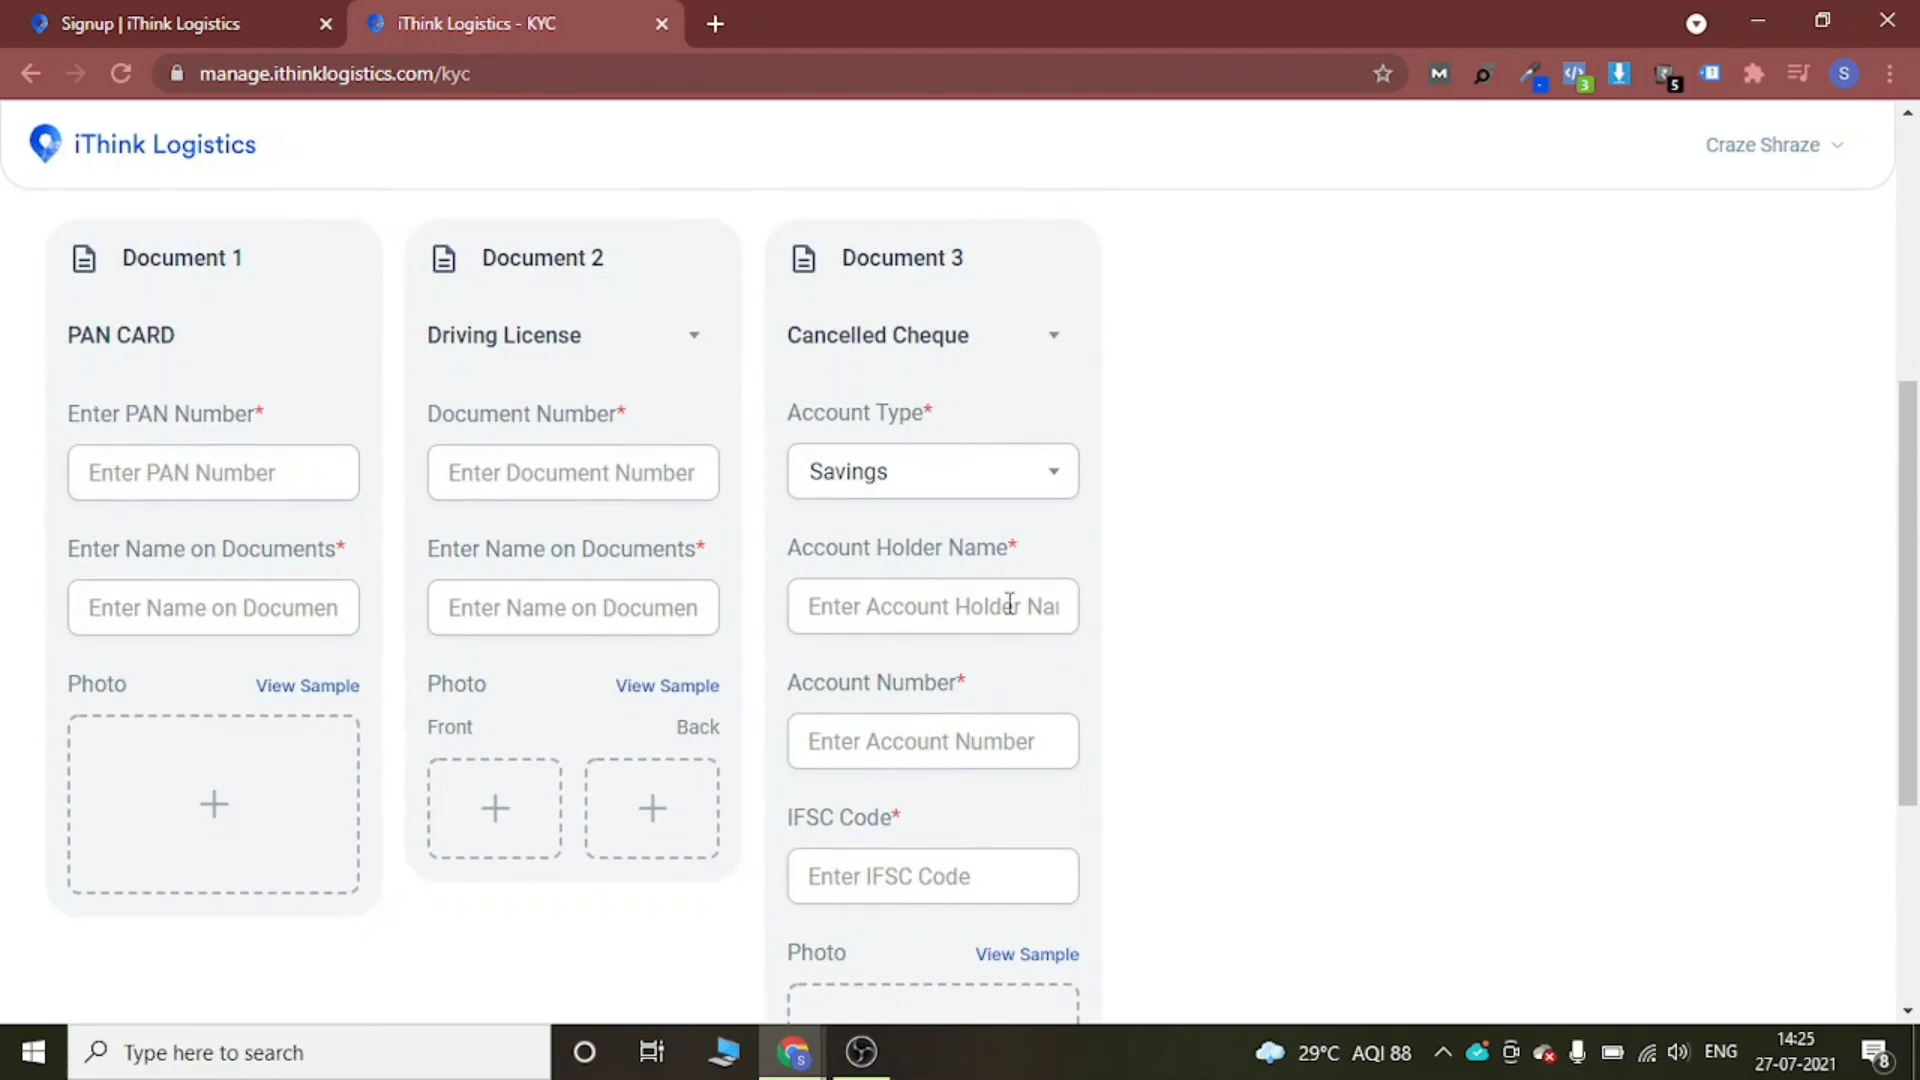 Signup | iThink Logistics
iThink Logistics - KYC
manage.ithinklogistics.com/kyc
M
3
5
S
iThink Logistics
Craze Shraze
Document 1
PAN CARD
Enter PAN Number*
Enter PAN Number
Enter Name on Documents*
Enter Name on Documen
Photo
View Sample
Document 2
Driving License
Document Number*
Enter Document Number
Enter Name on Documents*
Enter Name on Documen
Photo
View Sample
Front
Back
Document 3
Cancelled Cheque
Account Type*
Savings
Account Holder Name*
Enter Account Holder Nar
Account Number*
Enter Account Number
IFSC Code*
Enter IFSC Code
Photo
View Sample
Type here to search
S
29°C AQI 88
ENG
14:25
27-07-2021
8